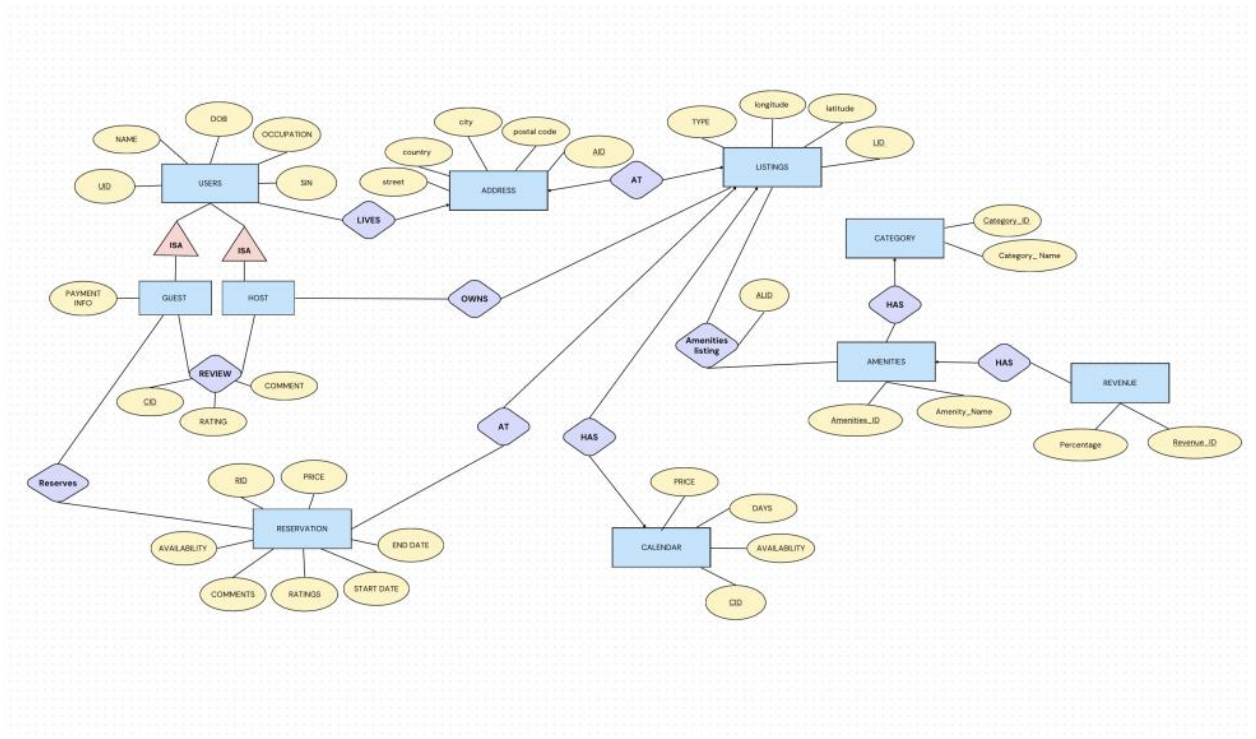 longitude
latitude
TYPE
DOB
city
postal code
OCCUPATION
NAME
country
AID
LID
LISTINGS
AT
street
ADDRESS
UID
USERS
SIN
LIVES
Category_ID
CATEGORY
Category_ Name
ISA
ISA
PAYMENT
INFO
GUEST
HOST
OWNS
ALID
HAS
Amenities
listing
AMENITIES
HAS
REVENUE
REVIEW
COMMENT
CID
RATING
Amenities_ID
Amenity_Name
Percentage
Revenue_ID
AT
HAS
Reserves
RID
PRICE
PRICE
DAYS
RESERVATION
AVAILABILITY
END DATE
CALENDAR
AVAILABILITY
COMMENTS
RATINGS
START DATE
CID